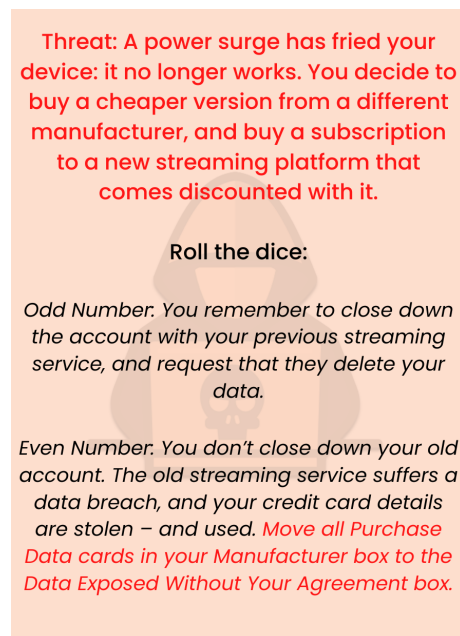 Threat: A power surge has fried your
device: it no longer works. You decide to
buy a cheaper version from a different
manufacturer, and buy a subscription
to a new streaming platform that
comes discounted with it.
Roll the dice:
Odd Number: You remember to close down
the account with your previous streaming
service, and request that they delete your
data.
Even Number: You don’t close down your old
account. The old streaming service suffers a
data breach, and your credit card details
are stolen – and used. Move all Purchase
Data cards in your Manufacturer box to the
Data Exposed Without Your Agreement box.